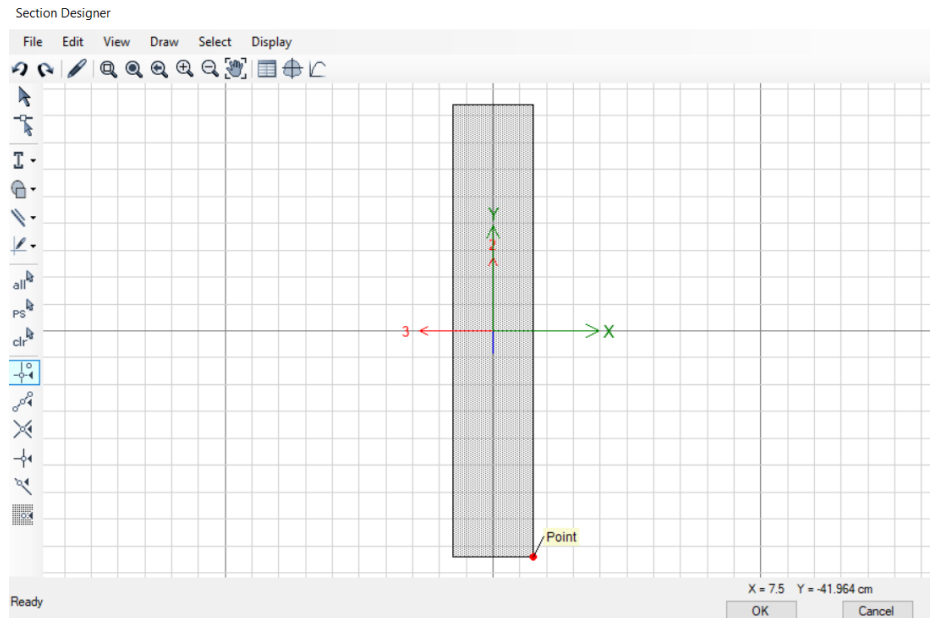 Section Designer
File Edit View Draw Select Display
all
PS
clr
Y
2
3
X
Point
X = 7.5 Y = -41.964 cm
Ready
OK Cancel